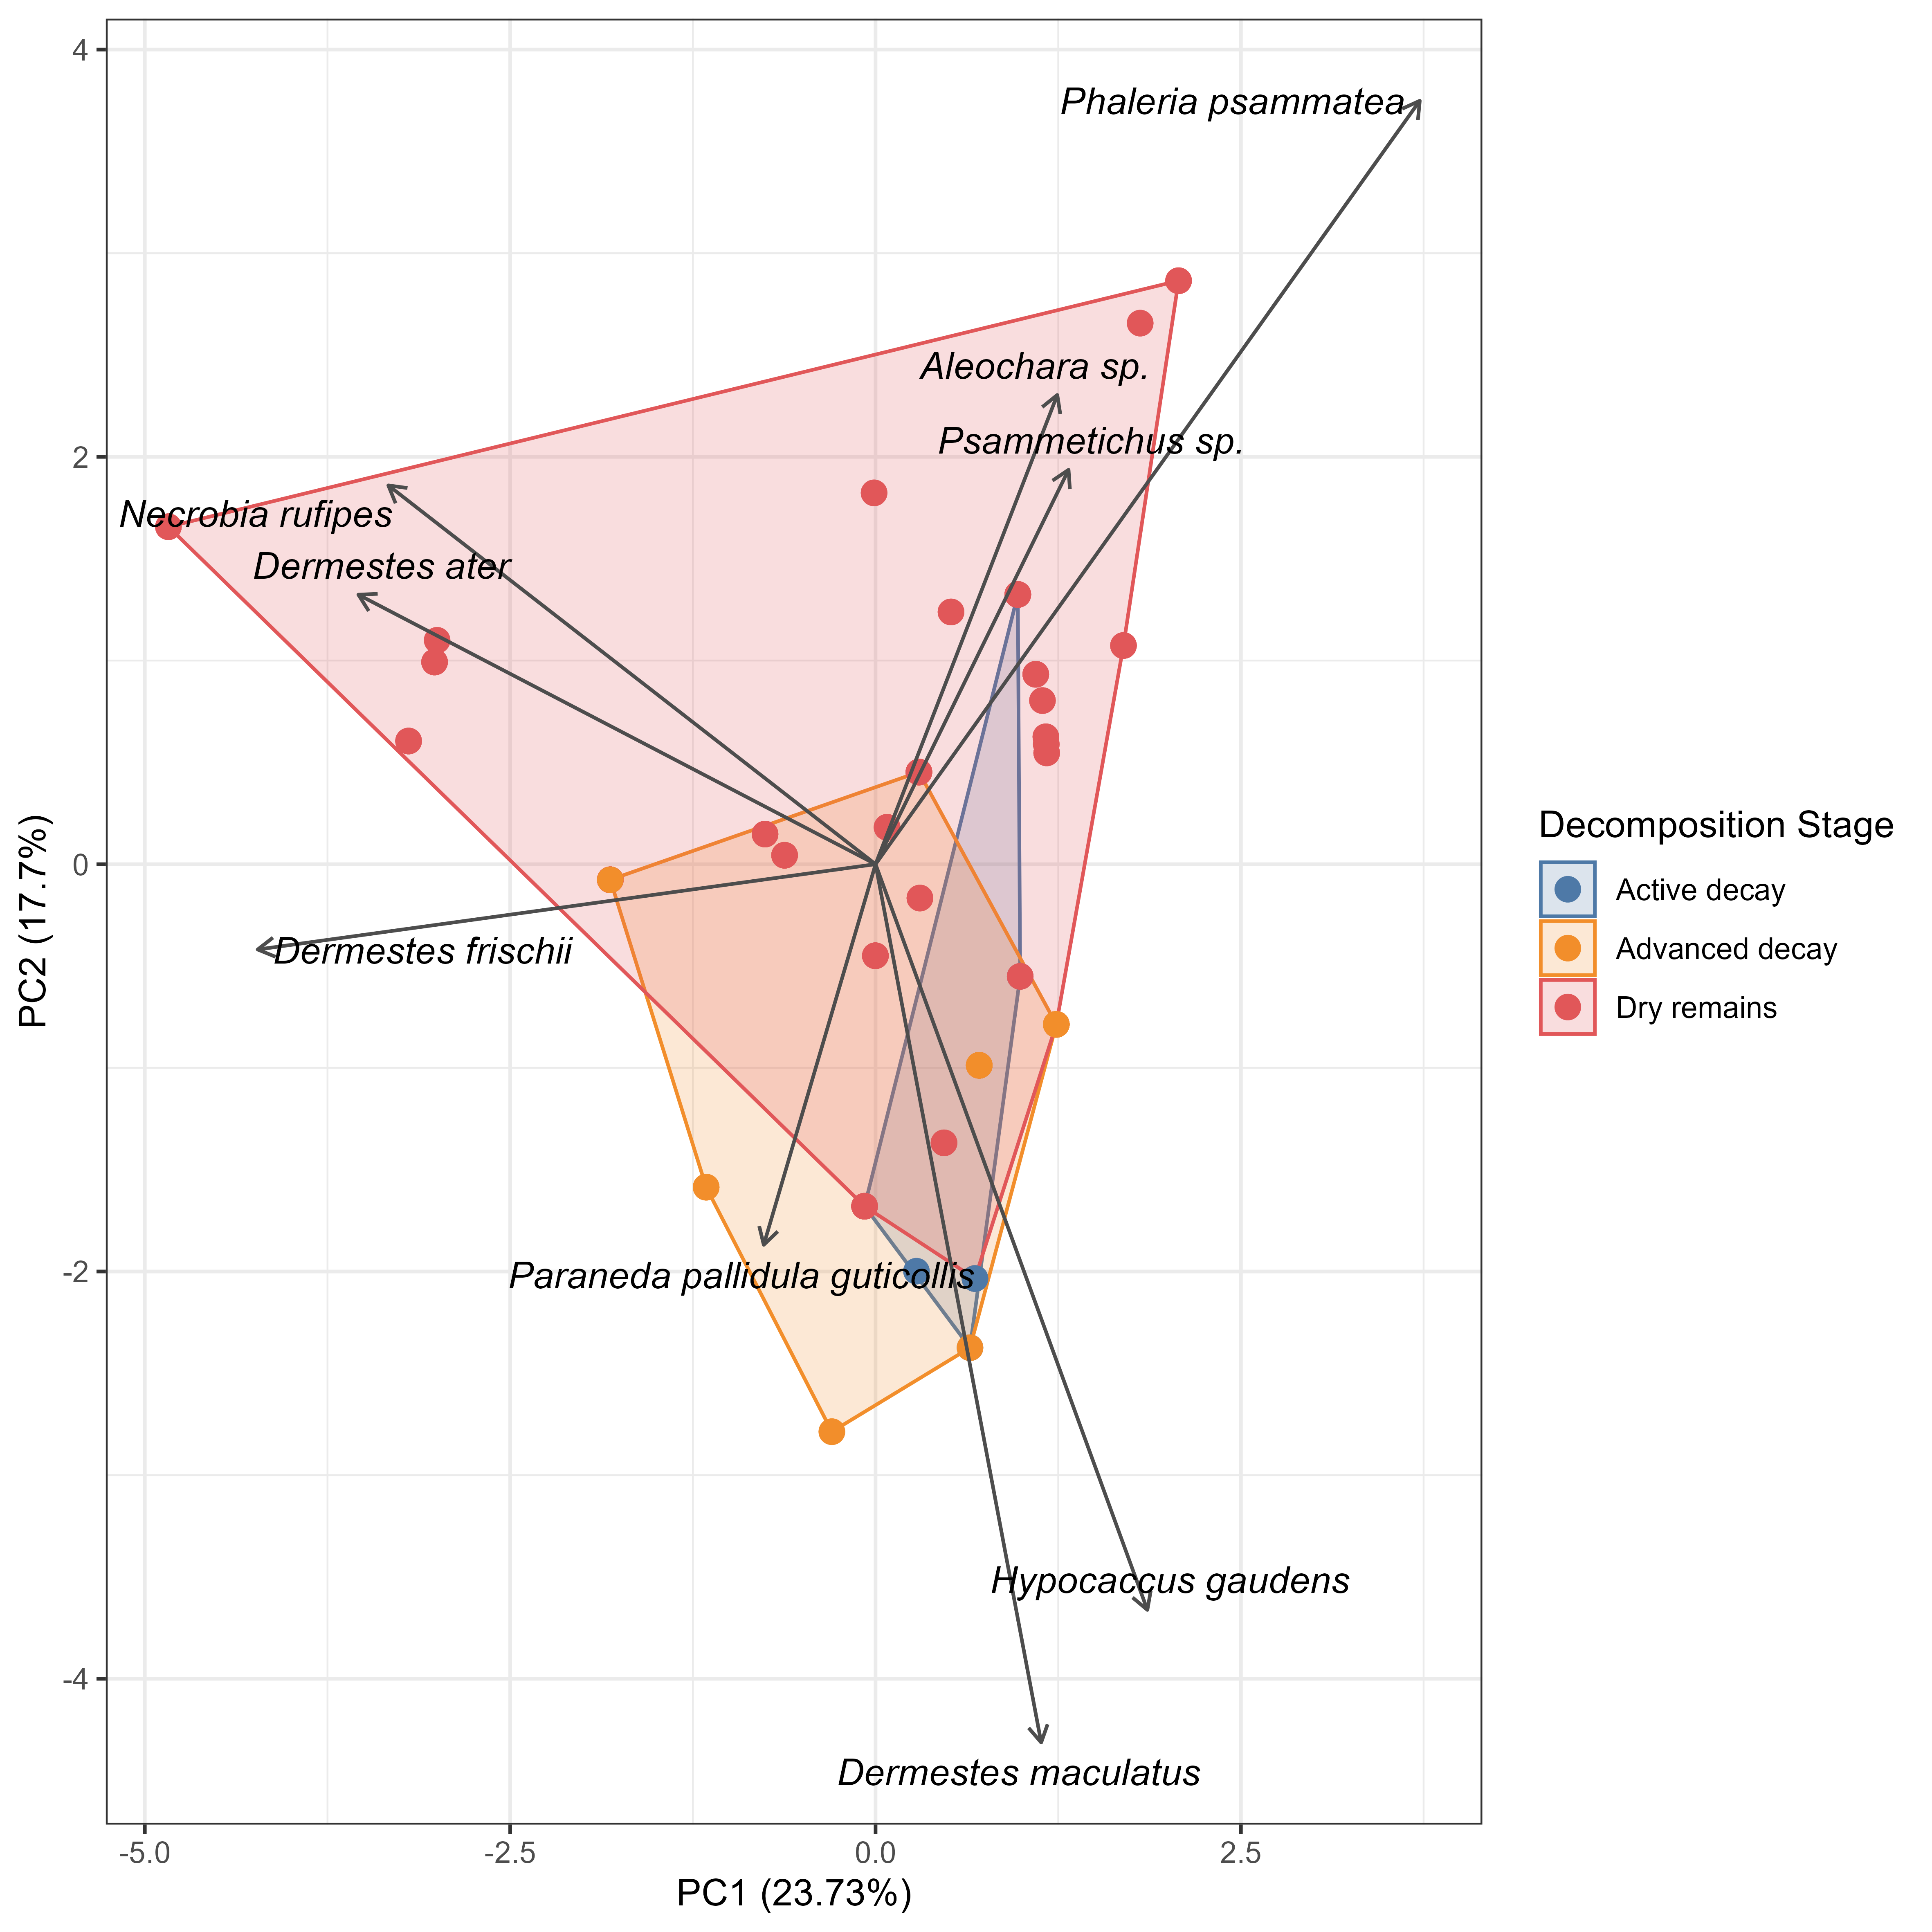 4
Phaleria psammatea
Aleochara sp.
Psammetichus sp.
2
Necrobia rufipes
Dermestes ater
Decomposition Stage
PC2 (17.7%)
0
Active decay
Dermestes frischii
Advanced decay
Dry remains
-2
Paraneda pallidula guticollis
Hypocaccus gaudens
-4
Dermestes maculatus
-5.0
-2.5
0.0
2.5
PC1 (23.73%)